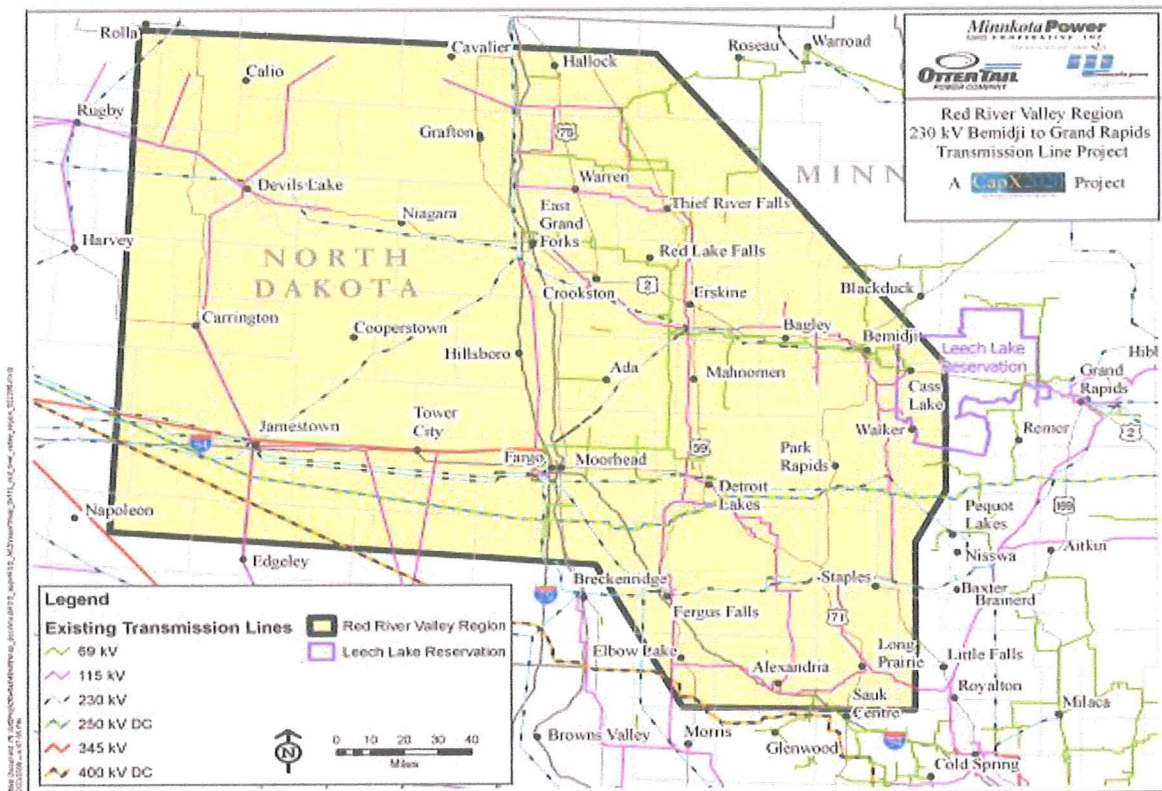 Minnkota Power
COOPERATIVE, INC.
OTTER TAIL
POWER COMPANY
minnesota power
Red River Valley Region
230 kV Bemidji to Grand Rapids
Transmission Line Project
A CapX2020 Project
Rolla
Cavalier
Roseau
Warroad
Calio
Hallock
Rugby
Grafton
75
MINN
Devils Lake
Warren
Thief River Falls
Niagara
East
Grand
Forks
Harvey
NORTH
DAKOTA
Red Lake Falls
Crookston
2
Erskine
Blackduck
Carrington
Cooperstown
Bagley
Bemidji
Leech Lake
Reservation
Hibb
Hillsboro
Ada
Mahnomen
Cass
Lake
Grand
Rapids
Jamestown
Tower
City
Walker
Remer
2
94
Fargo
Moorhead
59
Park
Rapids
Detroit
Lakes
Napoleon
Pequot
Lakes
169
Nisswa
Aitkin
Edgeley
Breckenridge
Staples
Baxter
Brainerd
Fergus Falls
71
Elbow Lake
Long
Prairie
Little Falls
Alexandria
Sauk
Centre
Royalton
Milaca
Browns Valley
Morris
Glenwood
Cold Spring
Legend
Existing Transmission Lines
69 kV
115 kV
230 kV
250 kV DC
345 kV
400 kV DC
Red River Valley Region
Leech Lake Reservation
N
0 10 20 30 40
Miles